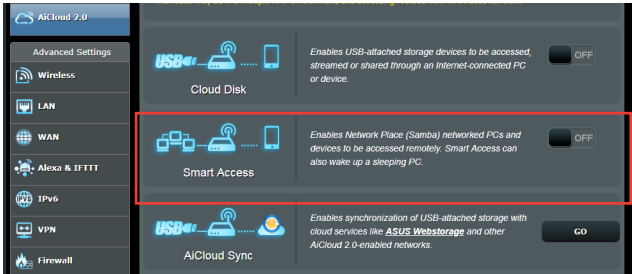 AiCloud 2.0
Advanced Settings
Wireless
LAN
WAN
Alexa & IFTTT
IPv6
VPN
Firewall
USB
Cloud Disk
Enables USB-attached storage devices to be accessed,
streamed or shared through an Internet-connected PC
or device.
OFF
Smart Access
Enables Network Place (Samba) networked PCs and
devices to be accessed remotely. Smart Access can
also wake up a sleeping PC.
OFF
USB
AiCloud Sync
Enables synchronization of USB-attached storage with
cloud services like ASUS Webstorage and other
AiCloud 2.0-enabled networks.
GO